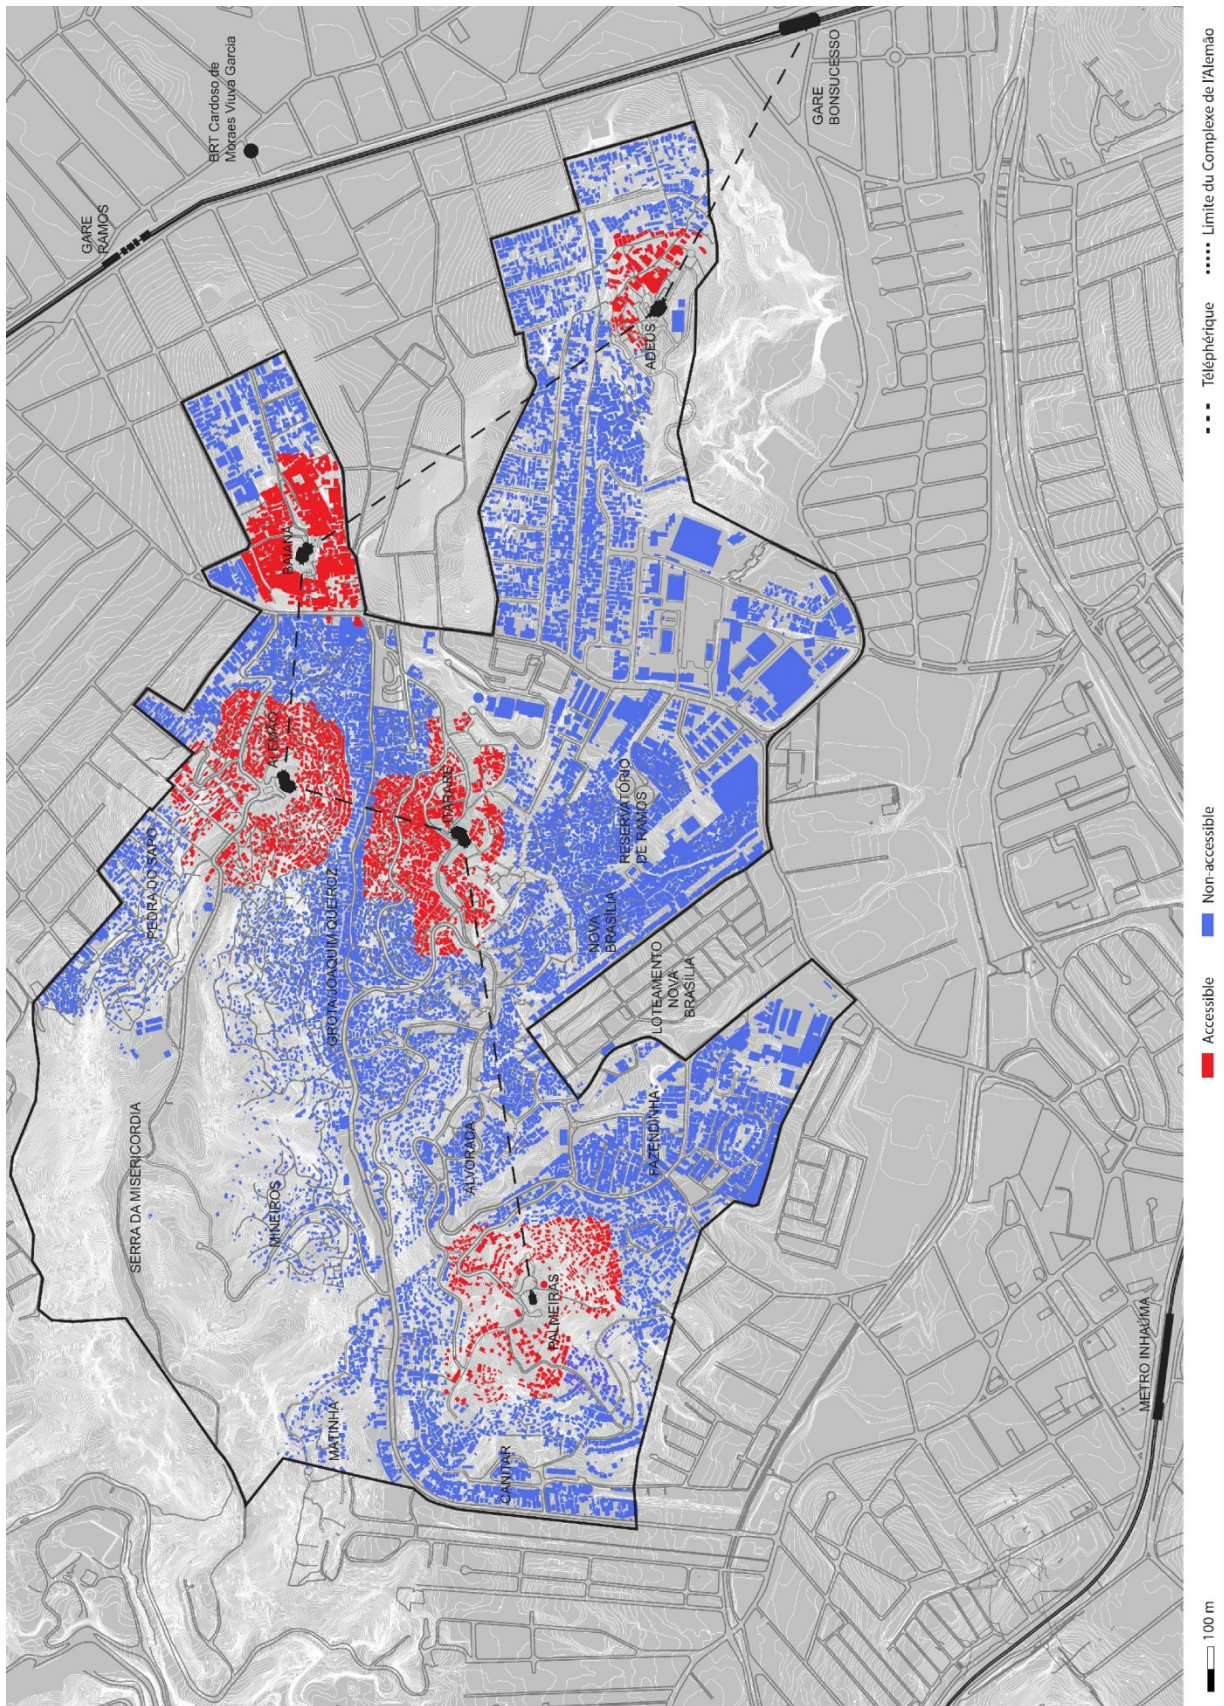 GARE
RAMOS
BRT Cardoso de
Moraes Viuva Garcia
GARE
BONSUCESSO
BAIANA
ADEUS
ALEMÃO
ITARARÉ
PEDRA DO SAPO
GROTA/JOAQUIM QUEIROZ
RESERVATÓRIO
DE RAMOS
NOVA
BRASÍLIA
LOTEAMENTO
NOVA
BRASÍLIA
SERRA DA MISERICORDIA
MINEIROS
ALVORADA
FAZENDINHA
PALMEIRAS
MATINHA
CANITAR
METRO INHAÚMA
100 m
Accessible
Non-accessible
Téléphérique
Limite du Complexe de l'Alemão